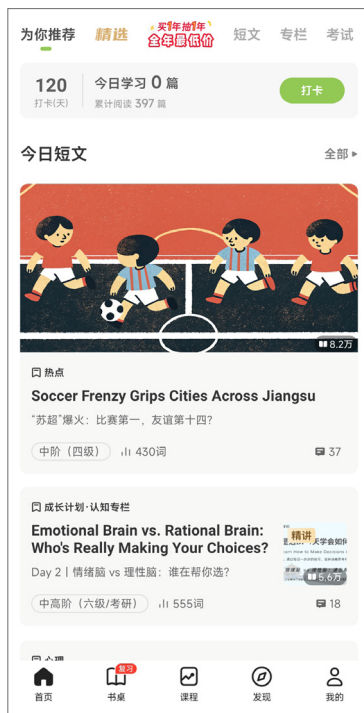 为你推荐 精选 买1年抽1年 全年最低价 短文 专栏 考试
120 今日学习 0 篇
打卡(天) 累计阅读 397 篇 打卡
今日短文 全部
8.2万
热点
Soccer Frenzy Grips Cities Across Jiangsu
“苏超”爆火：比赛第一，友谊第十四？
中阶（四级） 430词 37
成长计划·认知专栏
Emotional Brain vs. Rational Brain:
Who's Really Making Your Choices?
精讲
5.6万
Day 2｜情绪脑 vs 理性脑：谁在帮你选？
中高阶（六级/考研） 555词 18
心理
复习
首页 书桌 课程 发现 我的